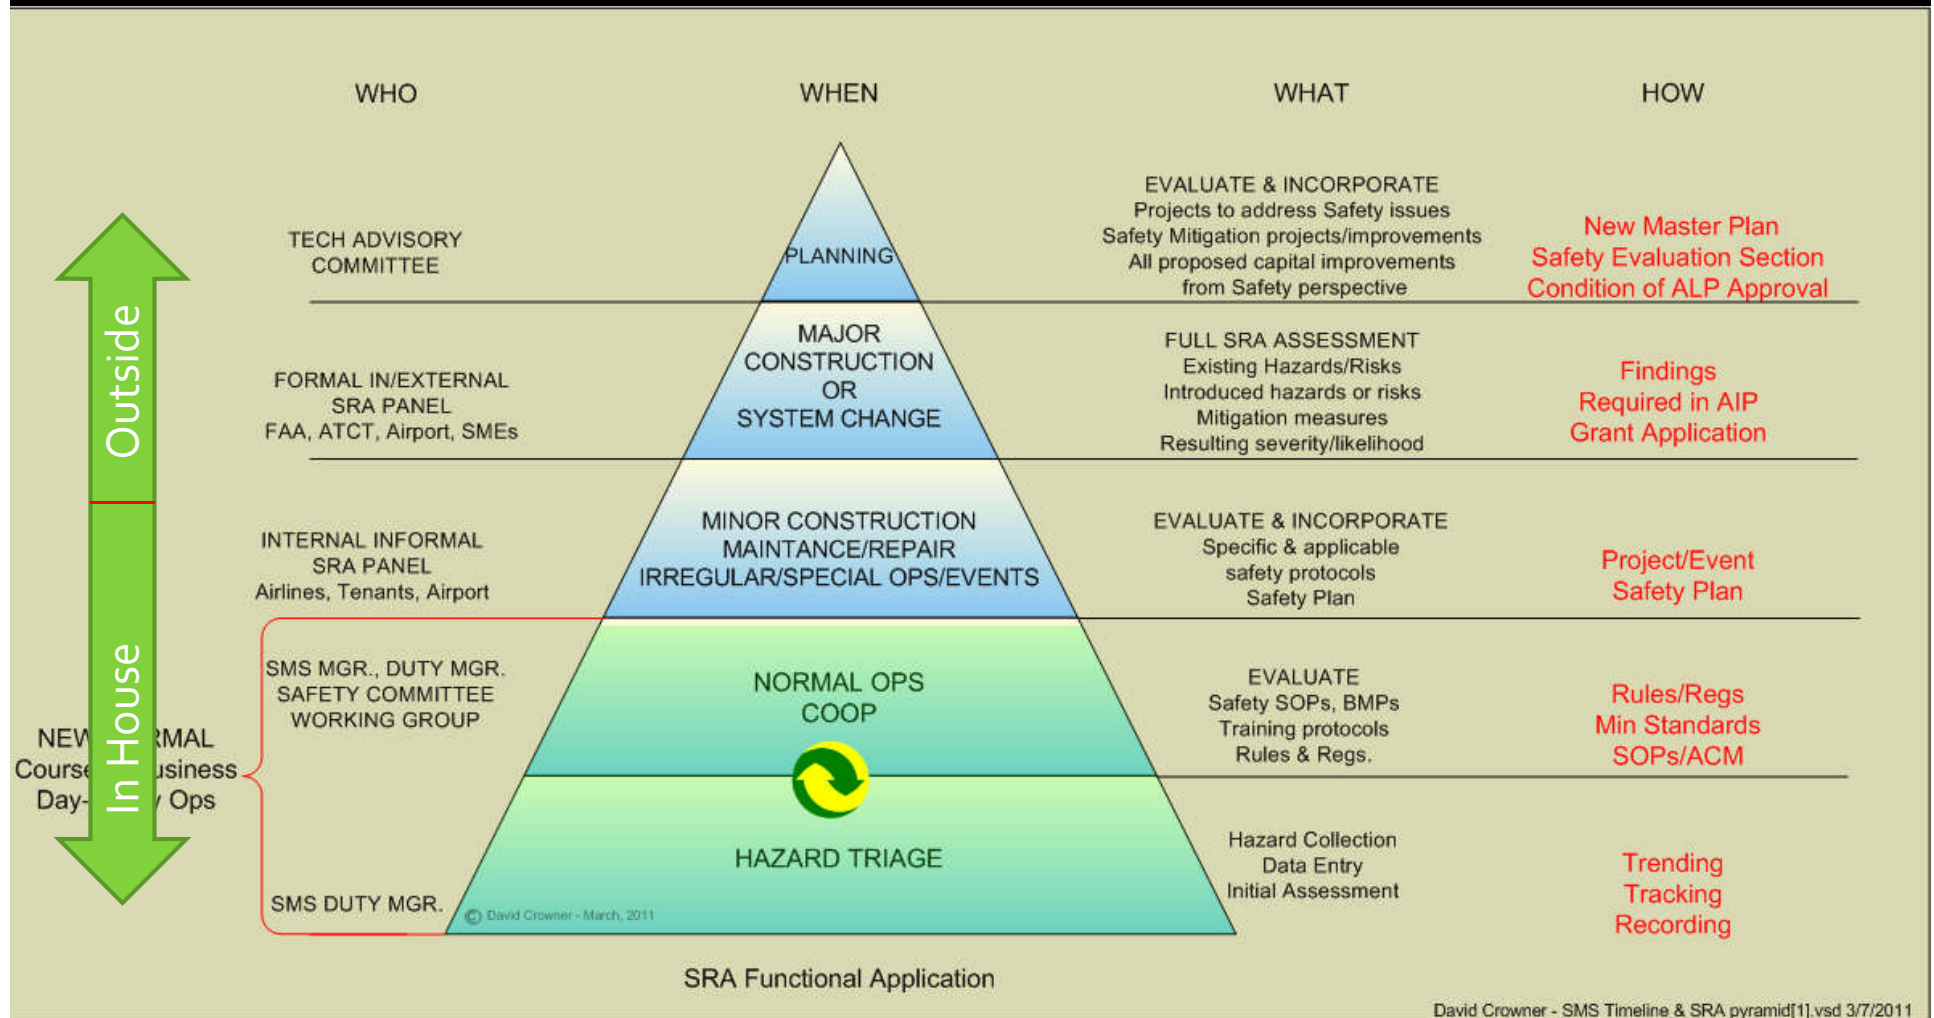 WHO
WHEN
WHAT
HOW
TECH ADVISORY
COMMITTEE
PLANNING
EVALUATE & INCORPORATE
Projects to address Safety issues
Safety Mitigation projects/improvements
All proposed capital improvements
from Safety perspective
New Master Plan
Safety Evaluation Section
Condition of ALP Approval
Outside
FORMAL IN/EXTERNAL
SRA PANEL
FAA, ATCT, Airport, SMEs
MAJOR
CONSTRUCTION
OR
SYSTEM CHANGE
FULL SRA ASSESSMENT
Existing Hazards/Risks
Introduced hazards or risks
Mitigation measures
Resulting severity/likelihood
Findings
Required in AIP
Grant Application
INTERNAL INFORMAL
SRA PANEL
Airlines, Tenants, Airport
MINOR CONSTRUCTION
MAINTANCE/REPAIR
IRREGULAR/SPECIAL OPS/EVENTS
EVALUATE & INCORPORATE
Specific & applicable
safety protocols
Safety Plan
Project/Event
Safety Plan
In House
Ops
SMS MGR., DUTY MGR.
SAFETY COMMITTEE
WORKING GROUP
NORMAL OPS
COOP
EVALUATE
Safety SOPs, BMPs
Training protocols
Rules & Regs.
Rules/Regs
Min Standards
SOPs/ACM
SMS DUTY MGR.
HAZARD TRIAGE
© David Crowner - March, 2011
Hazard Collection
Data Entry
Initial Assessment
Trending
Tracking
Recording
SRA Functional Application
David Crowner - SMS Timeline & SRA pyramid[1].vsd 3/7/2011